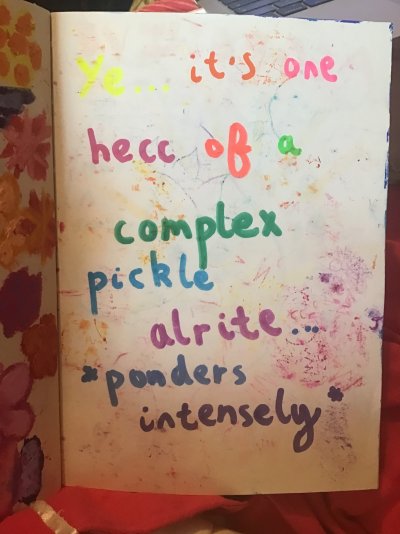 Ye... it's one
hecc of a
complex
pickle
alrite...
*ponders
intensely*